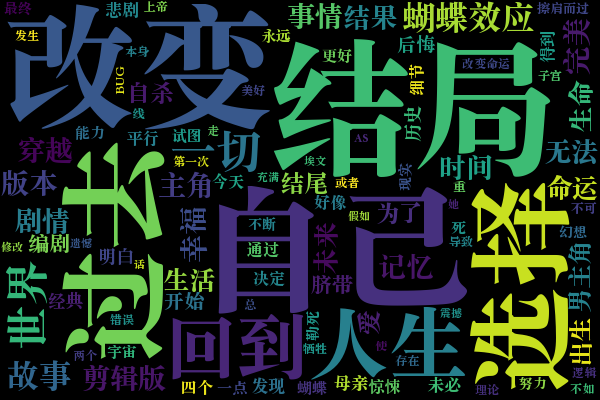 最终
悲剧
上帝
事情
结果
蝴蝶效应
擦肩而过
发生
改变
永远
后悔
得到
完美
本身
更好
细节
改变命运
子宫
BUG
自杀
美好
结局
线
历史
AS
生命
能力
平行
试图
走
穿越
一切
无法
第一次
埃文
时间
现实
版本
过去
主角
今天
充满
结尾
或者
重
命运
她
选择
不可
剧情
幸福
自己
好像
假如
为了
死
幻想
修改
编剧
遗憾
不断
导致
明白
话
通过
未来
记忆
男主角
世界
生活
决定
脐带
经典
开始
总
错误
回到
勒死
人生
震撼
出生
两个
宇宙
牺牲
爱
使
存在
逻辑
故事
剪辑版
四个
一点
发现
蝴蝶
母亲
惊悚
未必
理论
努力
不如